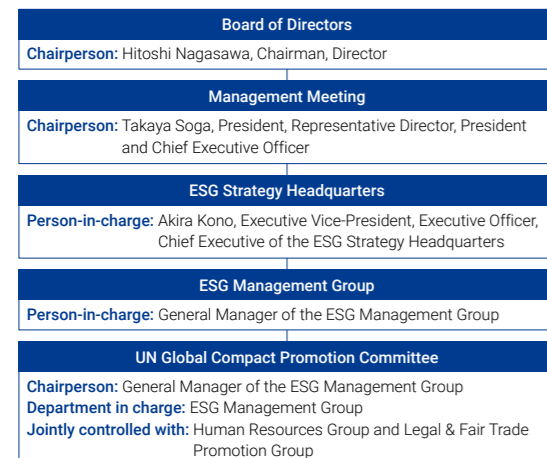 Board of Directors
Chairperson: Hitoshi Nagasawa, Chairman, Director
Management Meeting
Chairperson: Takaya Soga, President, Representative Director, President
and Chief Executive Officer
ESG Strategy Headquarters
Person-in-charge: Akira Kono, Executive Vice-President, Executive Officer,
Chief Executive of the ESG Strategy Headquarters
ESG Management Group
Person-in-charge: General Manager of the ESG Management Group
UN Global Compact Promotion Committee
Chairperson: General Manager of the ESG Management Group
Department in charge: ESG Management Group
Jointly controlled with: Human Resources Group and Legal & Fair Trade
Promotion Group